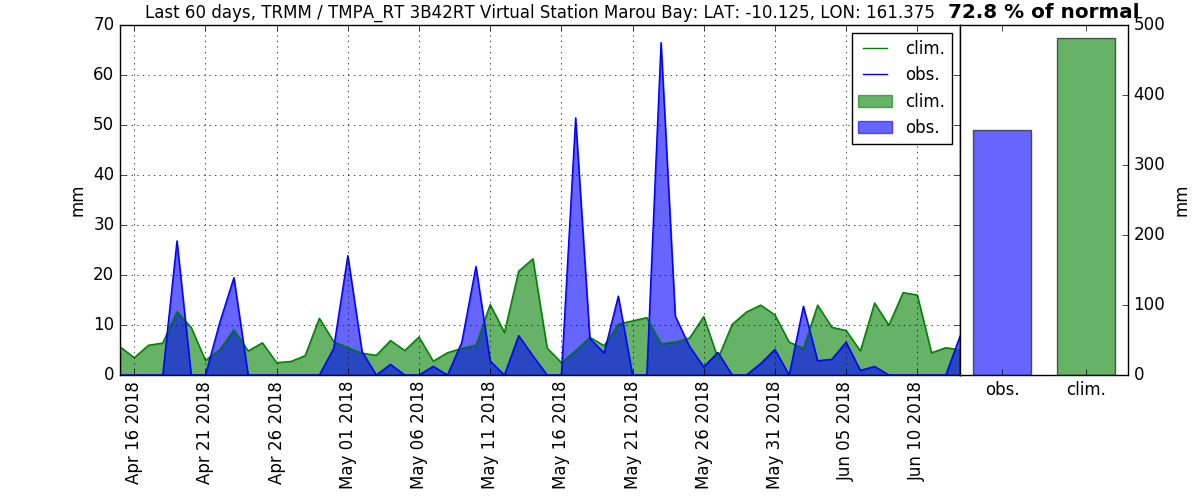 Last 60 days, TRMM / TMPA_RT 3B42RT Virtual Station Marou Bay: LAT: -10.125, LON: 161.375 72.8 % of normal
70
60
50
40
30
20
10
0
mm
clim.
obs.
clim.
obs.
Apr 16 2018
Apr 21 2018
Apr 26 2018
May 01 2018
May 06 2018
May 11 2018
May 16 2018
May 21 2018
May 26 2018
May 31 2018
Jun 05 2018
Jun 10 2018
500
400
300
200
100
0
mm
obs. clim.